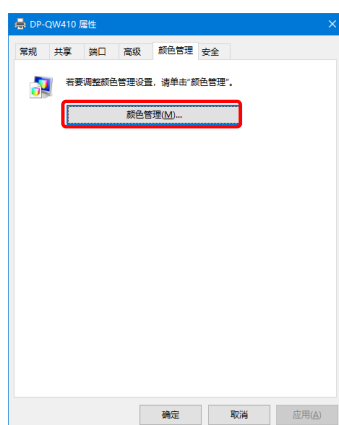 DP-QW410 属性
常规 共享 端口 高级 颜色管理 安全
若要调整颜色管理设置，请单击“颜色管理”。
颜色管理(M)...
确定 取消 应用(A)